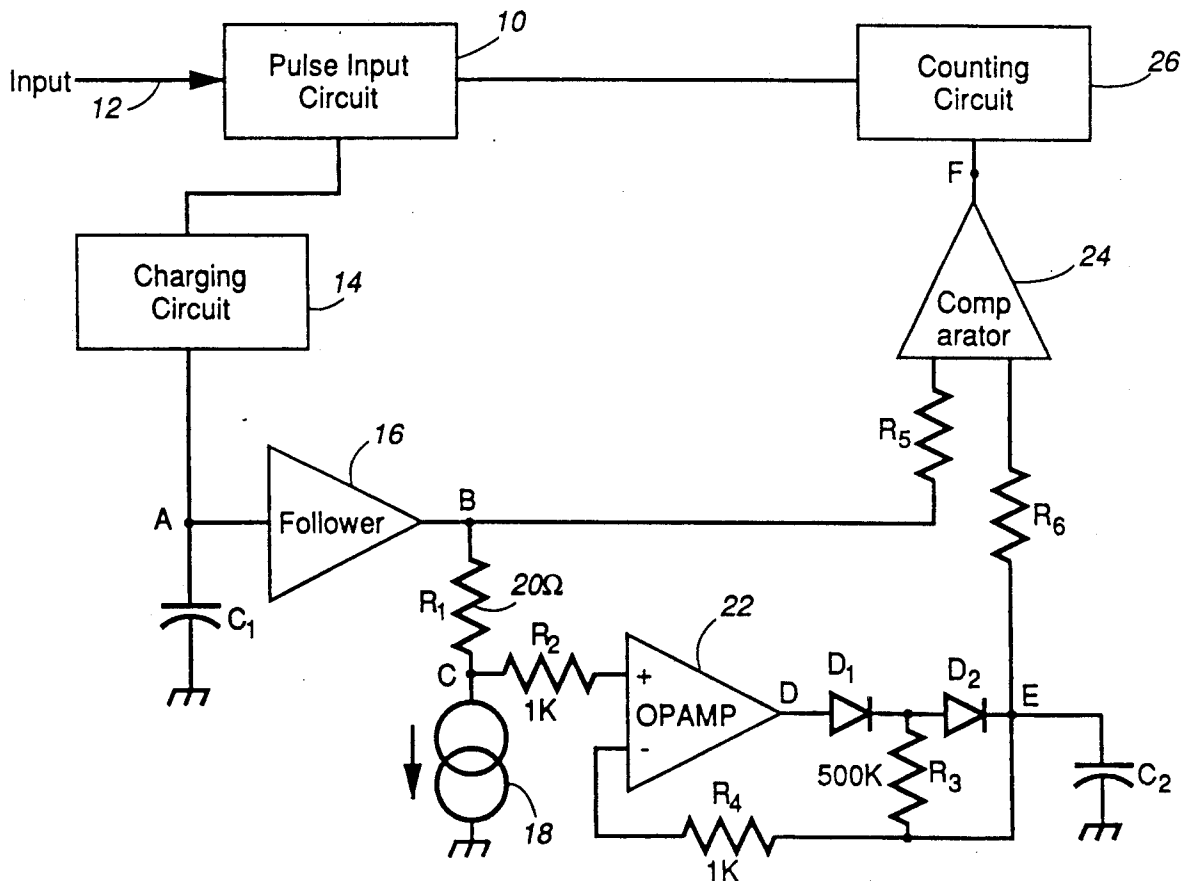 10
Input
12
Pulse Input
Circuit
Counting
Circuit
26
F
Charging
Circuit
14
24
Comp
arator
R5
R6
16
A
Follower
B
C1
R1
20Ω
R2
1K
C
22
+
OPAMP
-
D
D1
D2
E
500K
R3
C2
18
R4
1K